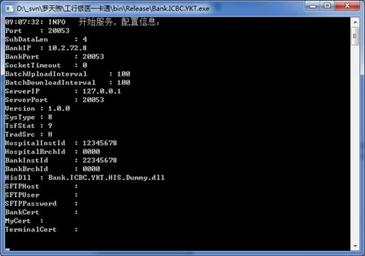 D:\_svn\罗天煦\工行银医一卡通\bin\Release\Bank.ICBC.YKT.exe
09:07:32: INFO 开始服务，配置信息：
Port : 20053
SubDataLen : 4
BankIP : 10.2.72.8
BankPort : 20053
SocketTimeout : 0
BatchUploadInterval : 100
BatchDownloadInterval : 100
ServerIP : 127.0.0.1
ServerPort : 20053
Version : 1.0.0
SysType : 8
TsfStat : 9
TradSrc : H
HospitalInstId : 12345678
HospitalBrchId : 0000
BankInstId : 22345678
BankBrchId : 0000
HisDll : Bank.ICBC.YKT.HIS.Dummy.dll
SFTPHost :
SFTPUser :
SFTPPassword :
BankCert :
MyCert :
TerminalCert :